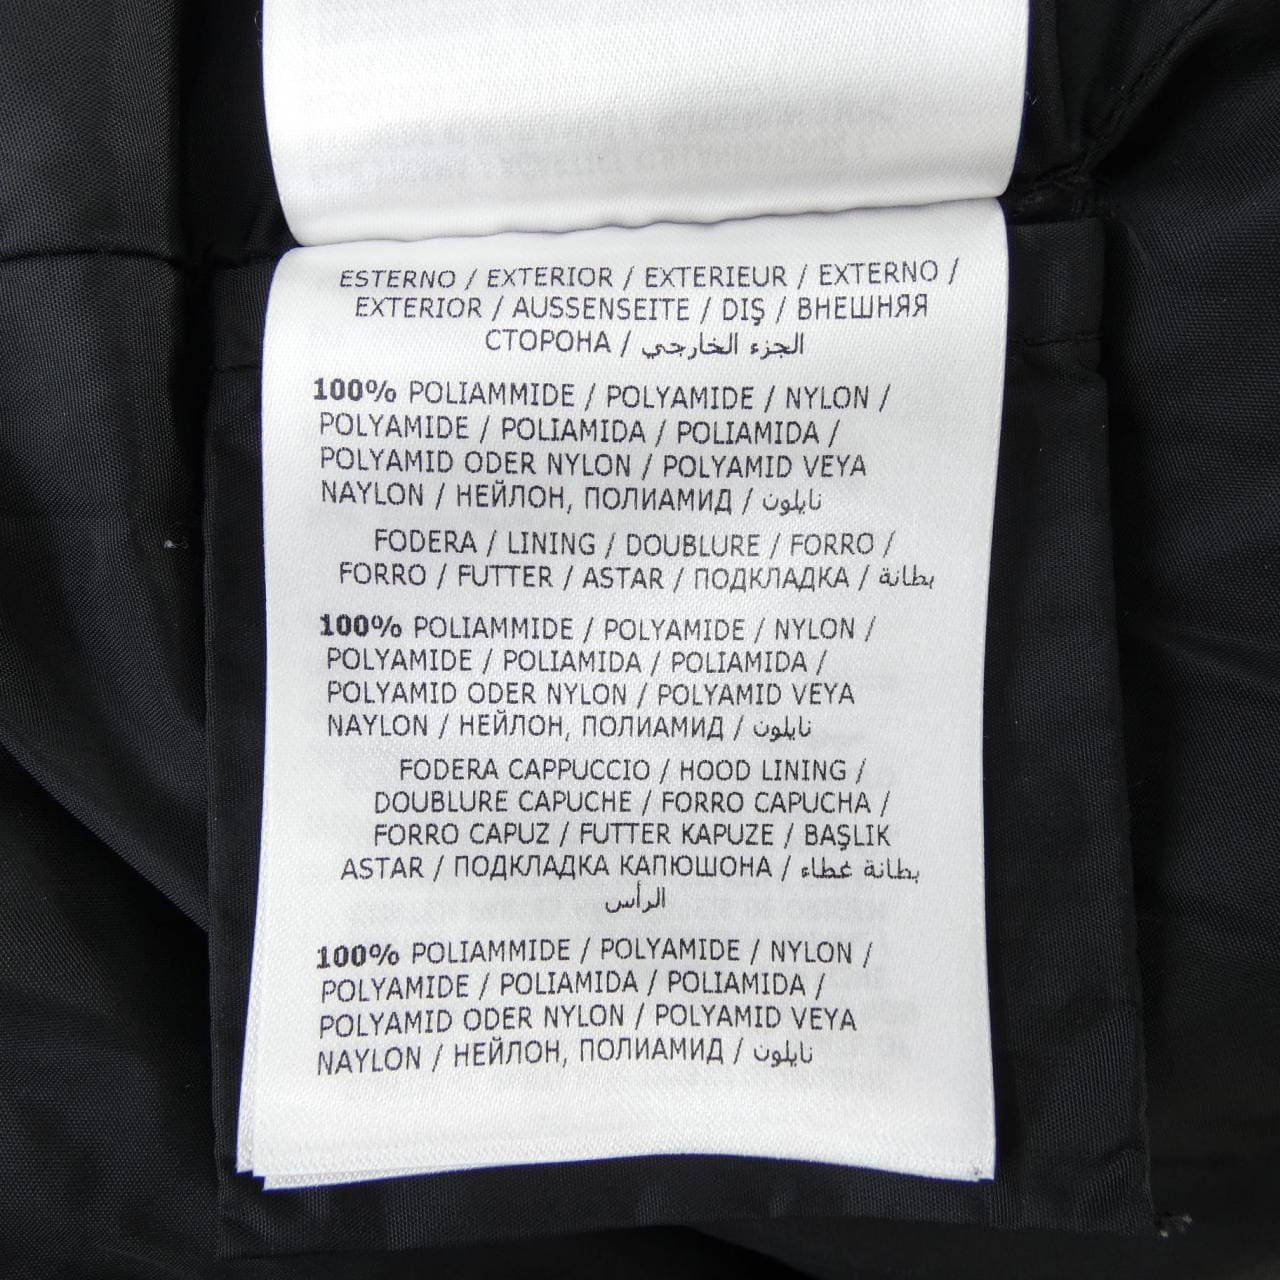 ESTERNO / EXTERIOR / EXTERIEUR / EXTERNO /
EXTERIOR / AUSSENSEITE / DIŞ / ВНЕШНЯЯ
СТОРОНА / الجزء الخارجي
100% POLIAMMIDE / POLYAMIDE / NYLON /
POLYAMIDE / POLIAMIDA / POLIAMIDA /
POLYAMID ODER NYLON / POLYAMID VEYA
NAYLON / НЕЙЛОН, ПОЛИАМИД / نايلون
FODERA / LINING / DOUBLURE / FORRO /
FORRO / FUTTER / ASTAR / ПОДКЛАДКА / بطانة
100% POLIAMMIDE / POLYAMIDE / NYLON /
POLYAMIDE / POLIAMIDA / POLIAMIDA /
POLYAMID ODER NYLON / POLYAMID VEYA
NAYLON / НЕЙЛОН, ПОЛИАМИД / نايلون
FODERA CAPPUCCIO / HOOD LINING /
DOUBLURE CAPUCHE / FORRO CAPUCHA /
FORRO CAPUZ / FUTTER KAPUZE / BAŞLIK
ASTAR / ПОДКЛАДКА КАПЮШОНА / بطانة غطاء
الرأس
100% POLIAMMIDE / POLYAMIDE / NYLON /
POLYAMIDE / POLIAMIDA / POLIAMIDA /
POLYAMID ODER NYLON / POLYAMID VEYA
NAYLON / НЕЙЛОН, ПОЛИАМИД / نايلون